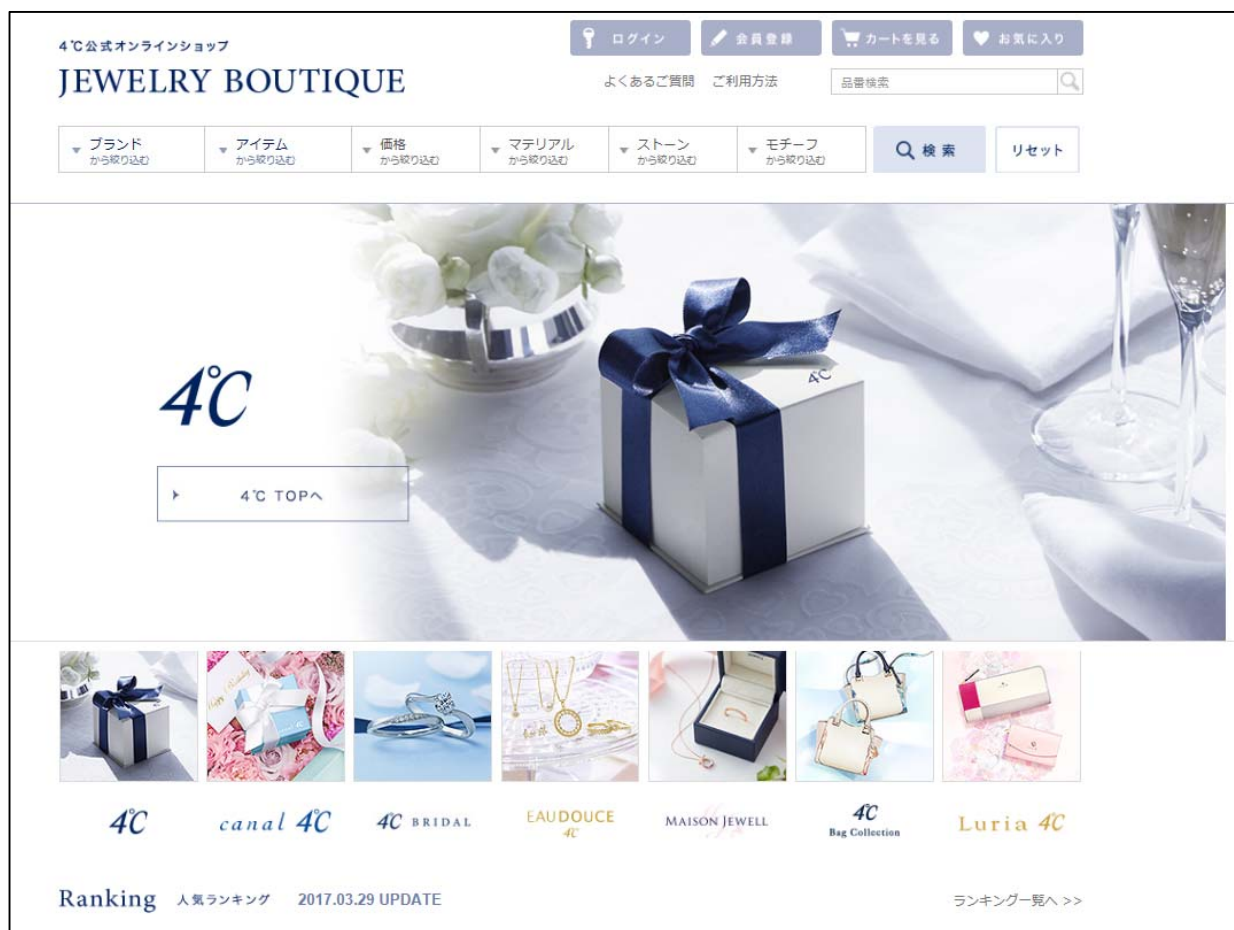 4℃公式オンラインショップ
JEWELRY BOUTIQUE
ログイン
会員登録
カートを見る
お気に入り
よくあるご質問
ご利用方法
品番検索
ブランド
から絞り込む
アイテム
から絞り込む
価格
から絞り込む
マテリアル
から絞り込む
ストーン
から絞り込む
モチーフ
から絞り込む
検索
リセット
4℃
4℃ TOPへ
4℃
Happy Birthday
4℃
canal 4℃
4℃ BRIDAL
EAUDOUCE
4℃
MAISON JEWELL
4℃
Bag Collection
Luria 4℃
Ranking 人気ランキング 2017.03.29 UPDATE
ランキング一覧へ >>